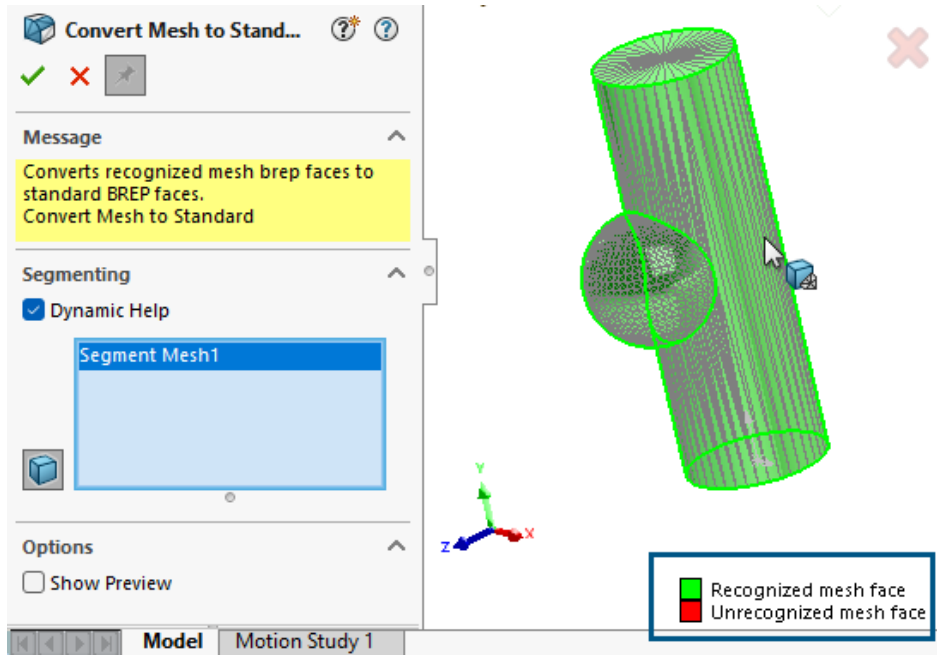 Convert Mesh to Stand...
Message
Converts recognized mesh brep faces to
standard BREP faces.
Convert Mesh to Standard
Segmenting
Dynamic Help
Segment Mesh1
Options
Show Preview
Model
Motion Study 1
Y
Z
X
Recognized mesh face
Unrecognized mesh face